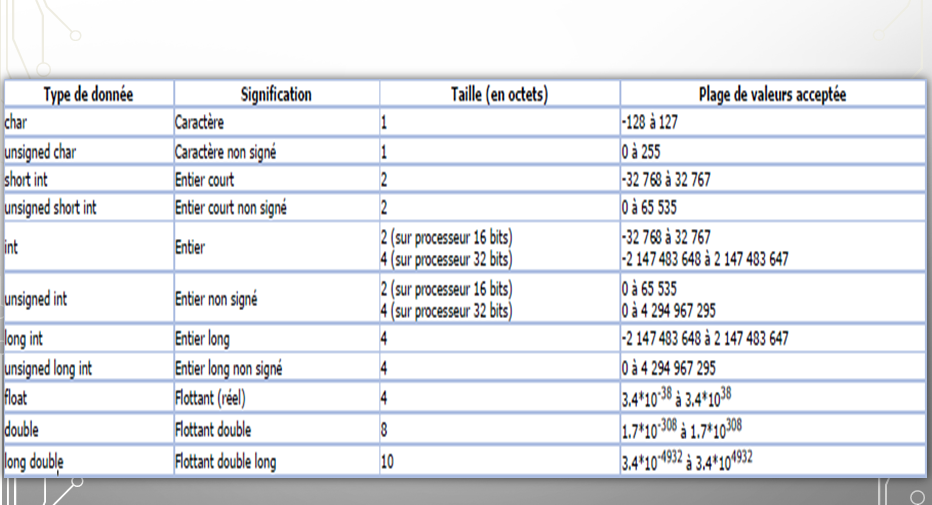 Type de donnée Signification Taille (en octets) Plage de valeurs acceptée
char Caractère 1 -128 à 127
unsigned char Caractère non signé 1 0 à 255
short int Entier court 2 -32 768 à 32 767
unsigned short int Entier court non signé 2 0 à 65 535
int Entier 2 (sur processeur 16 bits) -32 768 à 32 767
4 (sur processeur 32 bits) -2 147 483 648 à 2 147 483 647
unsigned int Entier non signé 2 (sur processeur 16 bits) 0 à 65 535
4 (sur processeur 32 bits) 0 à 4 294 967 295
long int Entier long 4 -2 147 483 648 à 2 147 483 647
unsigned long int Entier long non signé 4 0 à 4 294 967 295
float Flottant (réel) 4 3.4*10⁻³⁸ à 3.4*10³⁸
double Flottant double 8 1.7*10⁻³⁰⁸ à 1.7*10³⁰⁸
long double Flottant double long 10 3.4*10⁻⁴⁹³² à 3.4*10⁴⁹³²